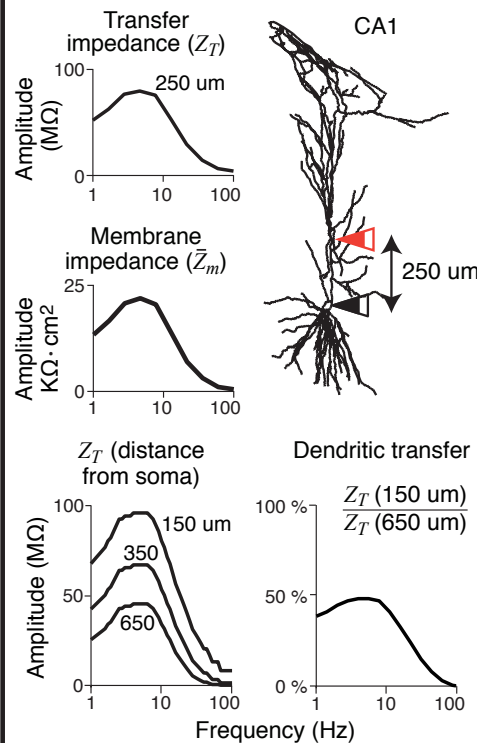 Transfer
impedance (Z_T)
CA1
100
250 um
Amplitude
(MΩ)
0
1
10
100
Membrane
impedance (Z̄_m)
250 um
25
Amplitude
KΩ·cm2
0
1
10
100
Z_T (distance
from soma)
Dendritic transfer
100
150 um
350
650
Amplitude (MΩ)
50
0
1
10
100
Z_T (150 um)
Z_T (650 um)
100 %
50 %
0 %
1
10
100
Frequency (Hz)